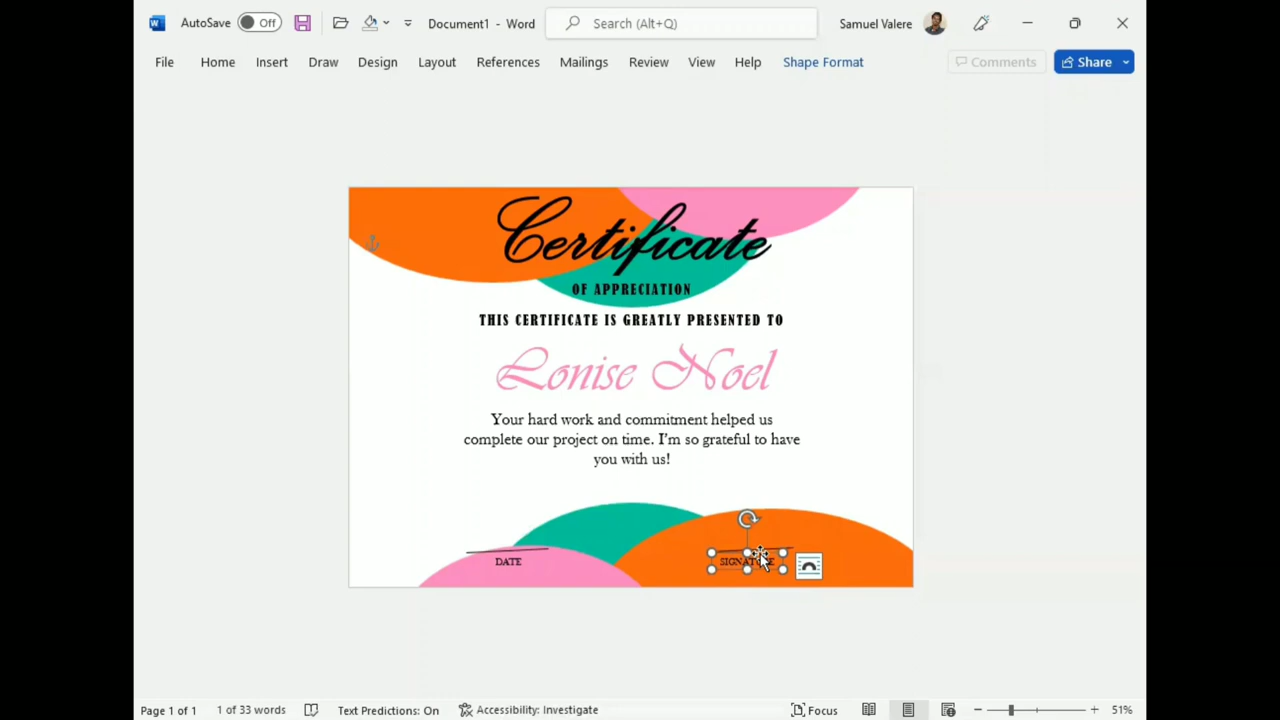 AutoSave Off Document1 - Word Search (Alt+Q) Samuel Valere
File Home Insert Draw Design Layout References Mailings Review View Help Shape Format Comments Share
Certificate
OF APPRECIATION
THIS CERTIFICATE IS GREATLY PRESENTED TO
Lonise Noel
Your hard work and commitment helped us
complete our project on time. I'm so grateful to have
you with us!
DATE SIGNATURE
Page 1 of 1 1 of 33 words Text Predictions: On Accessibility: Investigate Focus 51%